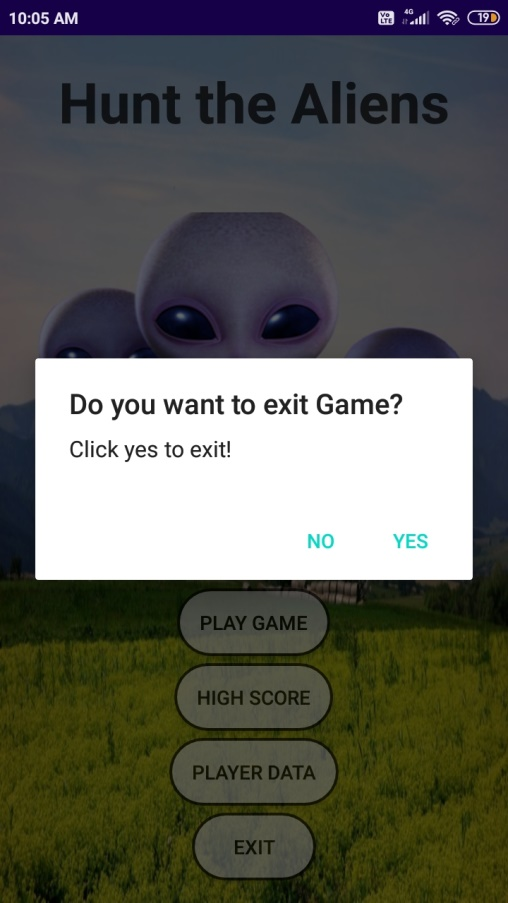 10:05 AM
Vo LTE 4G 19
Hunt the Aliens
Do you want to exit Game?
Click yes to exit!
NO YES
PLAY GAME
HIGH SCORE
PLAYER DATA
EXIT